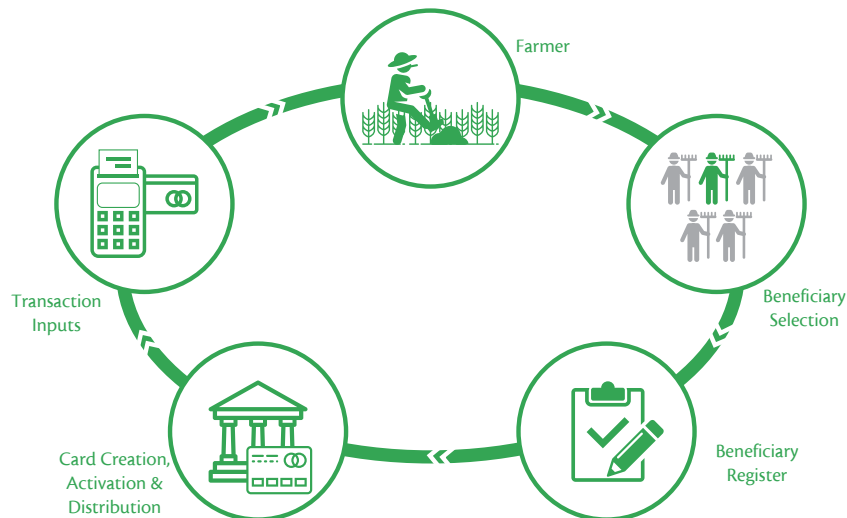 Farmer
Beneficiary
Selection
Beneficiary
Register
Card Creation,
Activation &
Distribution
Transaction
Inputs